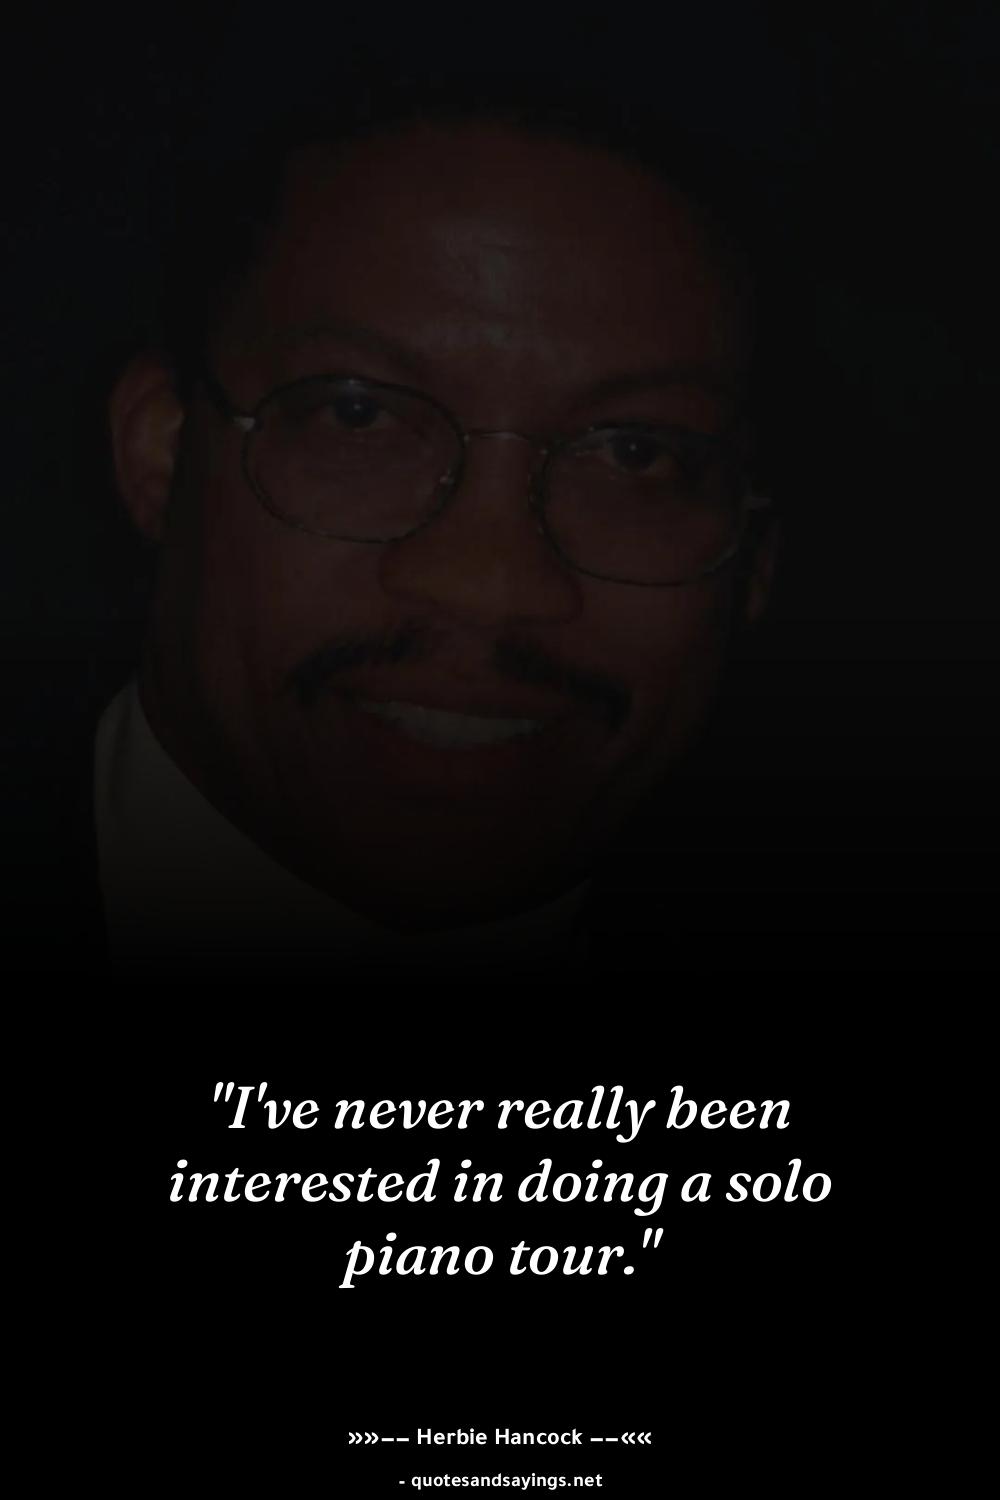 "I've never really been
interested in doing a solo
piano tour."
»»−− Herbie Hancock −−««
- quotesandsayings.net